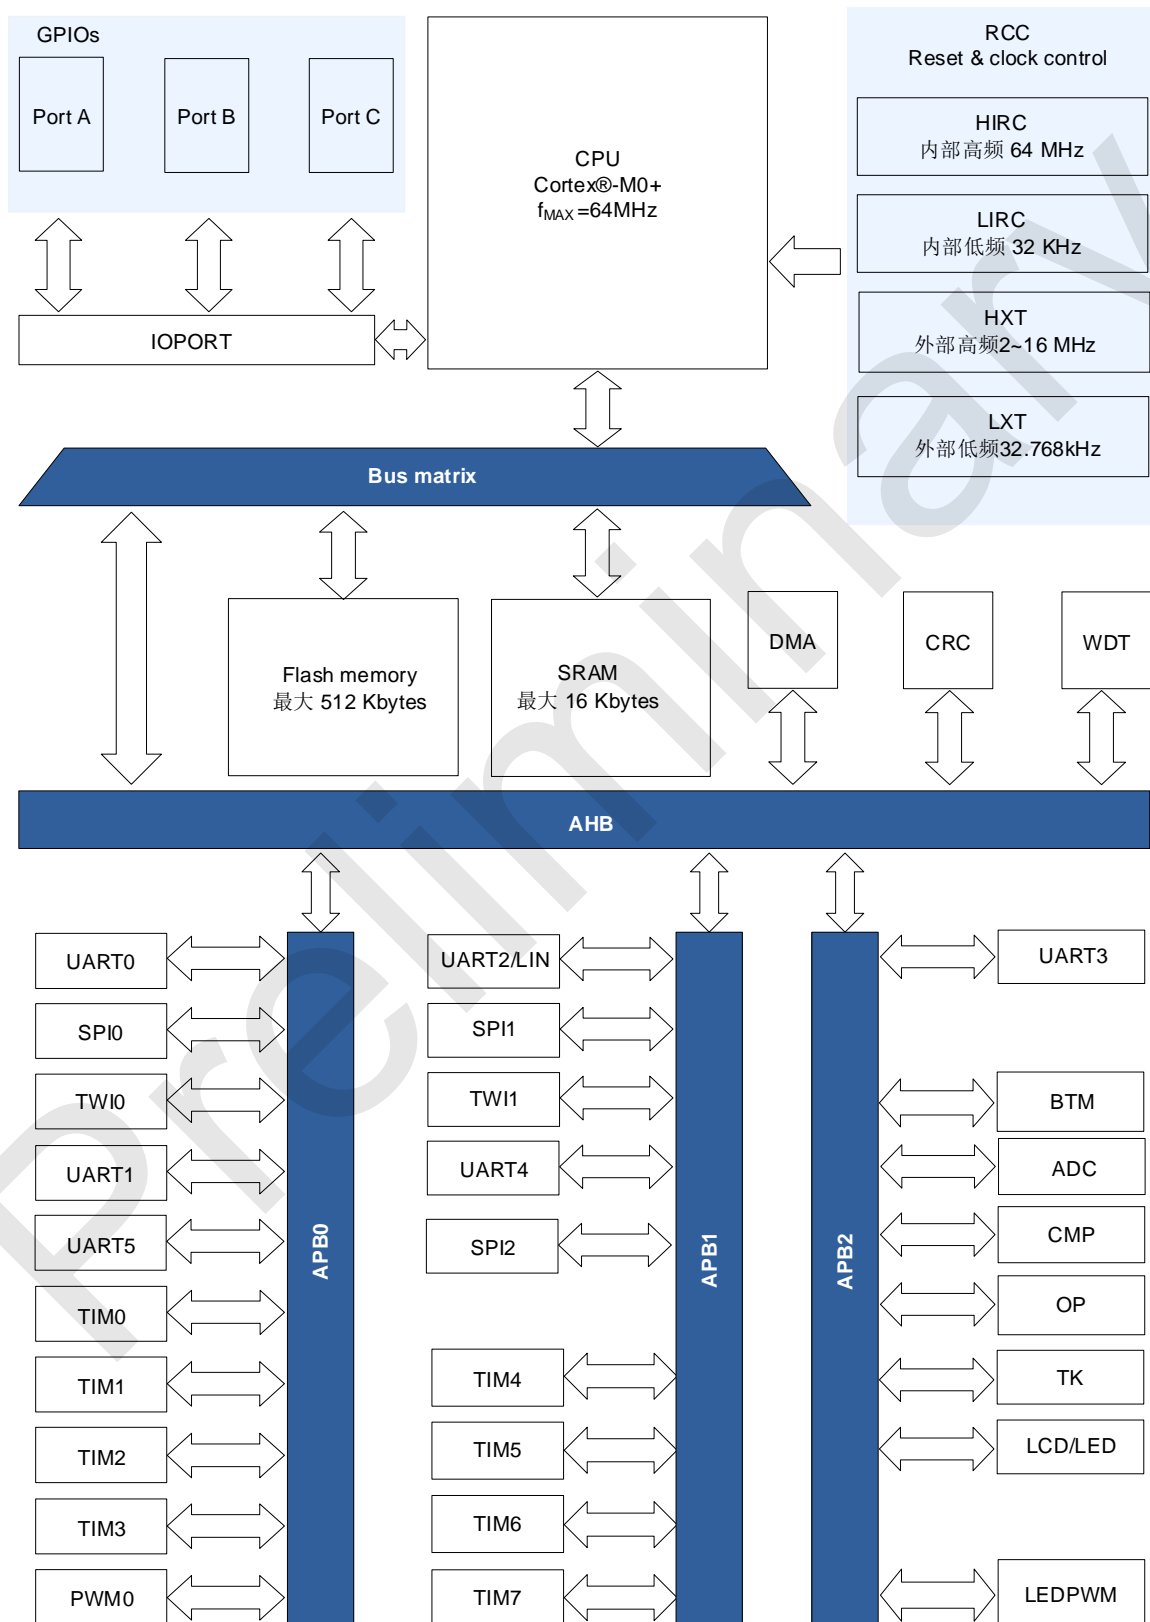 GPIOs
Port A
Port B
Port C
IOPORT
CPU
Cortex®-M0+
fMAX=64MHz
RCC
Reset & clock control
HIRC
内部高频 64 MHz
LIRC
内部低频 32 KHz
HXT
外部高频2~16 MHz
LXT
外部低频32.768kHz
Bus matrix
Flash memory
最大 512 Kbytes
SRAM
最大 16 Kbytes
DMA
CRC
WDT
AHB
UART0
SPI0
TWI0
UART1
UART5
TIM0
TIM1
TIM2
TIM3
PWM0
APB0
UART2/LIN
SPI1
TWI1
UART4
SPI2
TIM4
TIM5
TIM6
TIM7
APB1
APB2
UART3
BTM
ADC
CMP
OP
TK
LCD/LED
LEDPWM
Preliminary